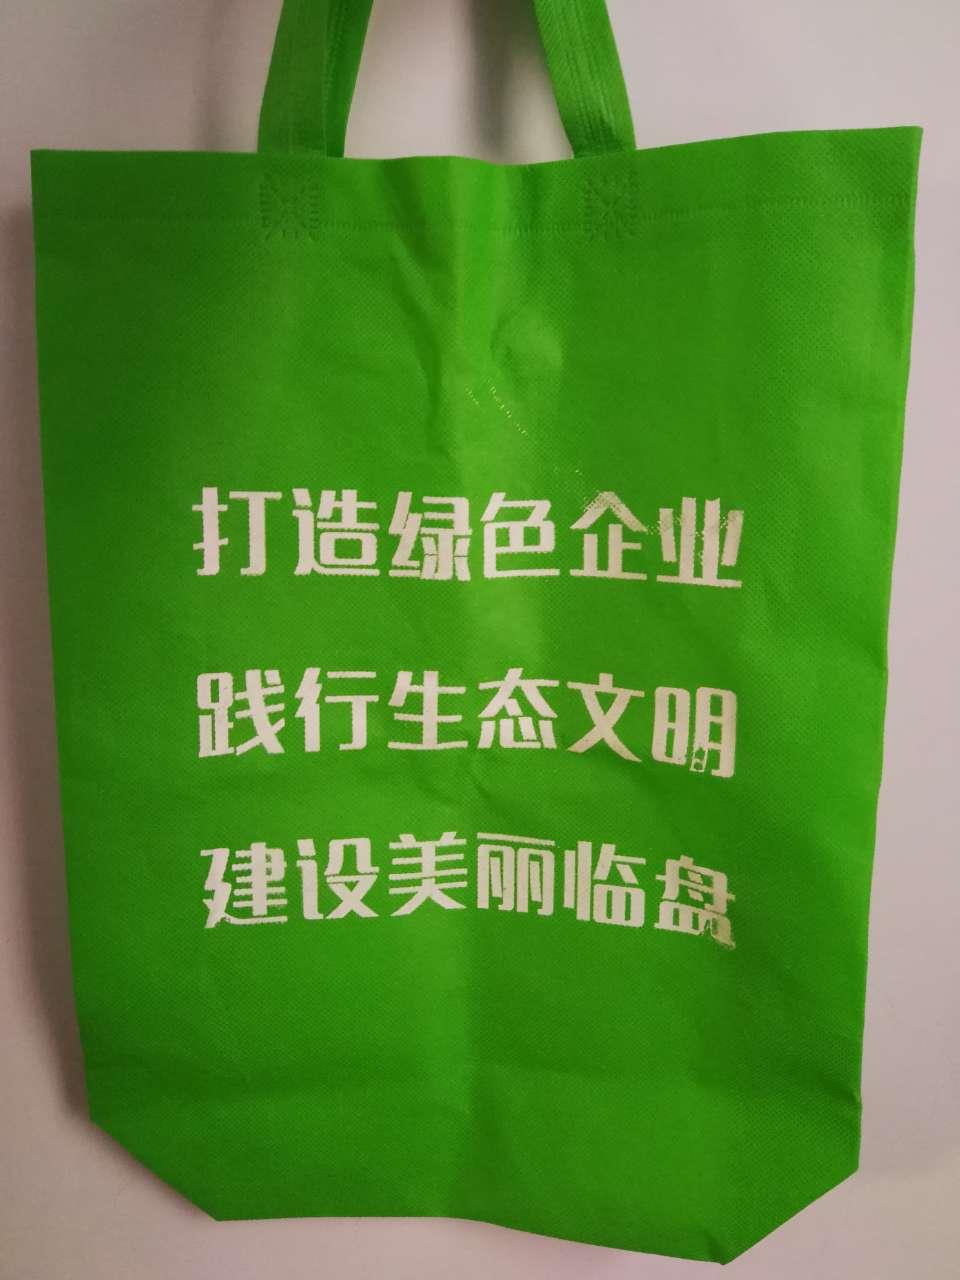 打造绿色企业
践行生态文明
建设美丽临盘